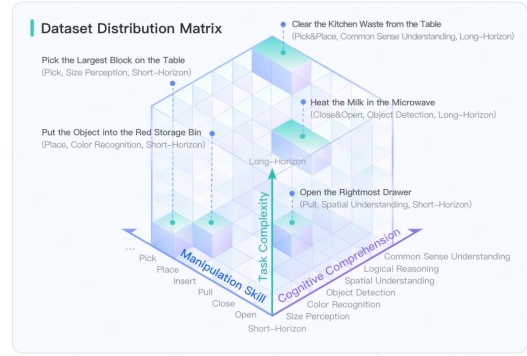 Dataset Distribution Matrix
Clear the Kitchen Waste from the Table
(Pick&Place, Common Sense Understanding, Long-Horizon)
Pick the Largest Block on the Table
(Pick, Size Perception, Short-Horizon)
Heat the Milk in the Microwave
(Close&Open, Object Detection, Long-Horizon)
Put the Object into the Red Storage Bin
(Place, Color Recognition, Short-Horizon)
Long-Horizon
Open the Rightmost Drawer
(Pull, Spatial Understanding, Short-Horizon)
Task Complexity
Manipulation Skill
Cognitive Comprehension
...
Pick
Place
Insert
Pull
Close
Open
Short-Horizon
Common Sense Understanding
Logical Reasoning
Spatial Understanding
Object Detection
Color Recognition
Size Perception